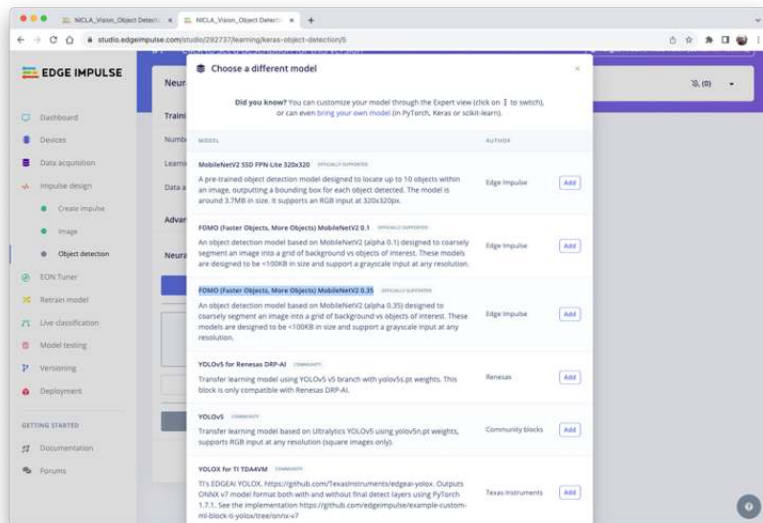 NICLA_Vision_Object Detecti
NICLA_Vision_Object Detecti
studio.edgeimpulse.com/studio/292737/learning/keras-object-detection/5
EDGE IMPULSE
Dashboard
Devices
Data acquisition
Impulse design
Create impulse
Image
Object detection
EON Tuner
Retrain model
Live classification
Model testing
Versioning
Deployment
GETTING STARTED
Documentation
Forums
Neura
Traini
Numb
Learni
Data a
Advan
Neura
(0)
Choose a different model
Did you know? You can customize your model through the Expert view (click on ⋮ to switch),
or can even bring your own model (in PyTorch, Keras or scikit-learn).
MODEL AUTHOR
MobileNetV2 SSD FPN-Lite 320x320 OFFICIALLY SUPPORTED
A pre-trained object detection model designed to locate up to 10 objects within
an image, outputting a bounding box for each object detected. The model is
around 3.7MB in size. It supports an RGB input at 320x320px.
Edge Impulse Add
FOMO (Faster Objects, More Objects) MobileNetV2 0.1 OFFICIALLY SUPPORTED
An object detection model based on MobileNetV2 (alpha 0.1) designed to coarsely
segment an image into a grid of background vs objects of interest. These models
are designed to be <100KB in size and support a grayscale input at any resolution.
Edge Impulse Add
FOMO (Faster Objects, More Objects) MobileNetV2 0.35 OFFICIALLY SUPPORTED
An object detection model based on MobileNetV2 (alpha 0.35) designed to
coarsely segment an image into a grid of background vs objects of interest. These
models are designed to be <100KB in size and support a grayscale input at any
resolution.
Edge Impulse Add
YOLOv5 for Renesas DRP-AI COMMUNITY
Transfer learning model using YOLOv5 v5 branch with yolov5s.pt weights. This
block is only compatible with Renesas DRP-AI.
Renesas Add
YOLOv5 COMMUNITY
Transfer learning model based on Ultralytics YOLOv5 using yolov5n.pt weights,
supports RGB input at any resolution (square images only).
Community blocks Add
YOLOX for TI TDA4VM COMMUNITY
TI's EDGEAI YOLOX. https://github.com/TexasInstruments/edgeai-yolox. Outputs
ONNX v7 model format both with and without final detect layers using PyTorch
1.7.1. See the implementation https://github.com/edgeimpulse/example-custom-
ml-block-ti-yolox/tree/onnx-v7
Texas Instruments Add